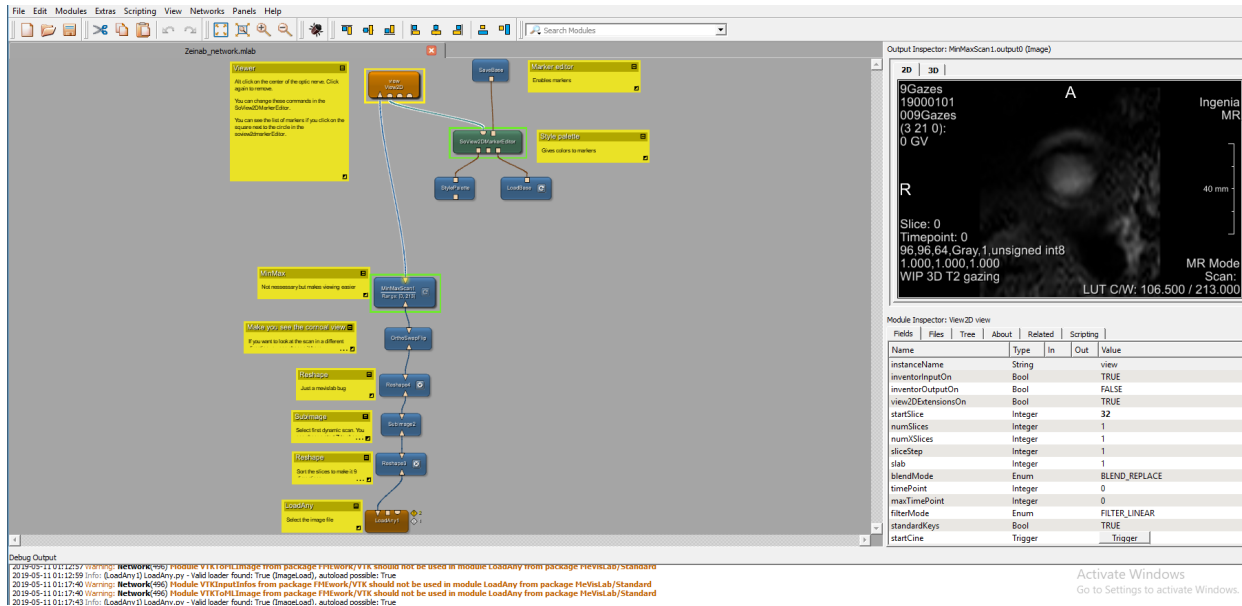 File Edit Modules Extras Scripting View Networks Panels Help
Search Modules
Zeinab_network.mlab
Viewer
Alt click on the center of the optic nerve. Click
again to remove.
You can change these commands in the
SoView2DMarkerEditor.
You can see the list of markers if you click on the
square next to the circle in the
soview2dmarkerEditor.
view
View2D
SaveBase
Marker editor
Enables markers
SoView2DMarkerEditor
Style palette
Gives colors to markers
StylePalette
LoadBase
MinMax
Not nessessary but makes viewing easier
MinMaxScan1
Range: [0, 213]
Make you see the corronal view
If you want to look at the scan in a different
...
OrthoSwapFlip
Reshape
Just a mevislab bug
Reshape4
Subimage
Select first dynamic scan. You
...
SubImage2
Reshape
Sort the slices to make it 9
...
Reshape3
LoadAny
Select the image file
LoadAny1
2
1
Output Inspector: MinMaxScan1.output0 (Image)
2D 3D
9Gazes
19000101
009Gazes
(3 21 0):
0 GV
A
Ingenia
MR
R
40 mm
Slice: 0
Timepoint: 0
96,96,64,Gray,1,unsigned int8
1.000,1.000,1.000
WIP 3D T2 gazing
MR Mode
Scan:
LUT C/W: 106.500 / 213.000
Module Inspector: View2D view
Fields Files Tree About Related Scripting
Name Type In Out Value
instanceName String view
inventorInputOn Bool TRUE
inventorOutputOn Bool FALSE
view2DExtensionsOn Bool TRUE
startSlice Integer 32
numSlices Integer 1
numXSlices Integer 1
sliceStep Integer 1
slab Integer 1
blendMode Enum BLEND_REPLACE
timePoint Integer 0
maxTimePoint Integer 0
filterMode Enum FILTER_LINEAR
standardKeys Bool TRUE
startCine Trigger Trigger
Debug Output
2019-05-11 01:12:57 Warning: Network(496) Module VTKToMLImage from package FMEwork/VTK should not be used in module LoadAny from package MeVisLab/Standard
2019-05-11 01:12:59 Info: (LoadAny1) LoadAny.py - Valid loader found: True (ImageLoad), autoload possible: True
2019-05-11 01:17:40 Warning: Network(496) Module VTKInputInfos from package FMEwork/VTK should not be used in module LoadAny from package MeVisLab/Standard
2019-05-11 01:17:40 Warning: Network(496) Module VTKToMLImage from package FMEwork/VTK should not be used in module LoadAny from package MeVisLab/Standard
2019-05-11 01:17:43 Info: (LoadAny1) LoadAny.py - Valid loader found: True (ImageLoad), autoload possible: True
Activate Windows
Go to Settings to activate Windows.